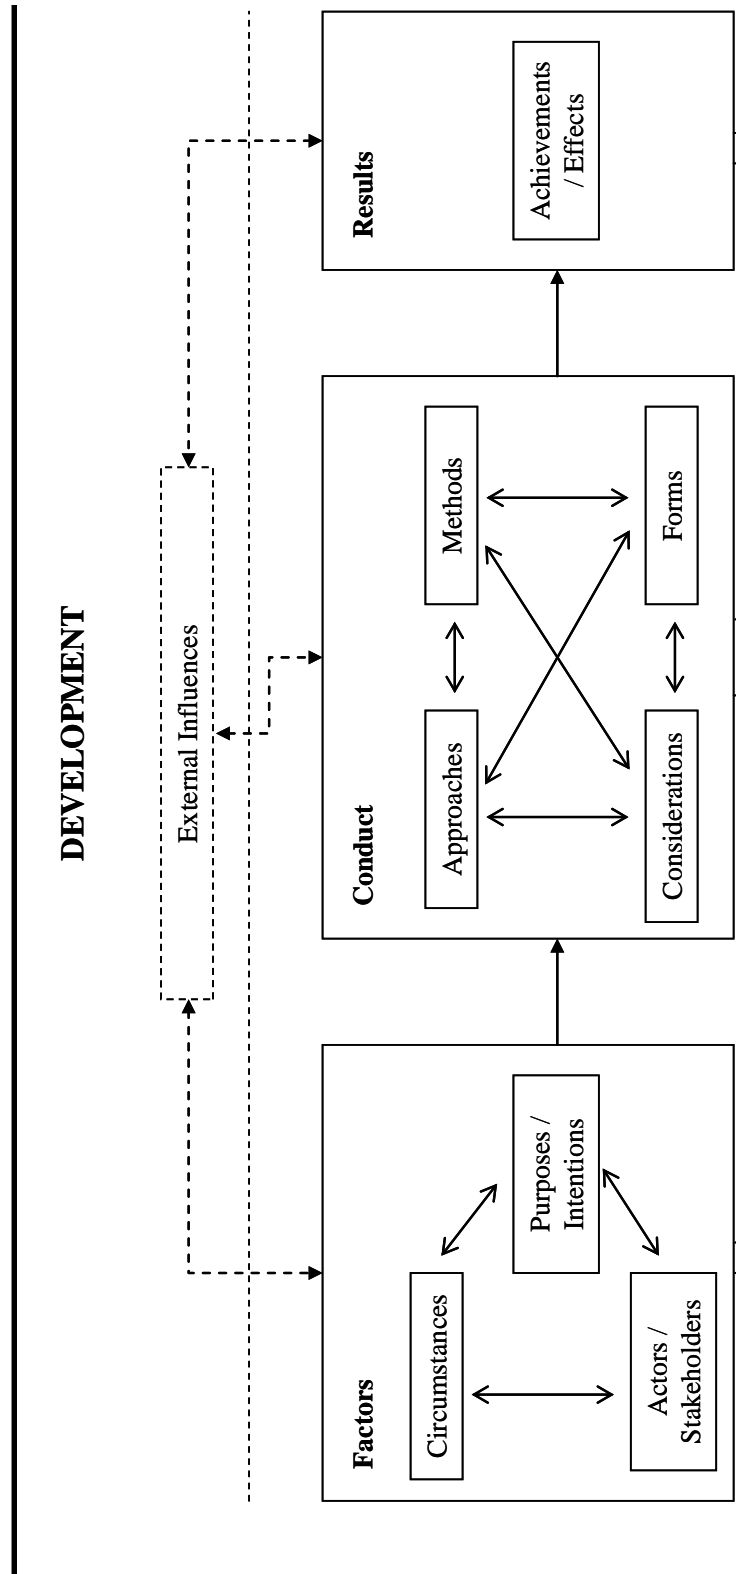 DEVELOPMENT
External Influences
Factors
Circumstances
Purposes /
Intentions
Actors /
Stakeholders
Conduct
Approaches
Methods
Considerations
Forms
Results
Achievements
/ Effects